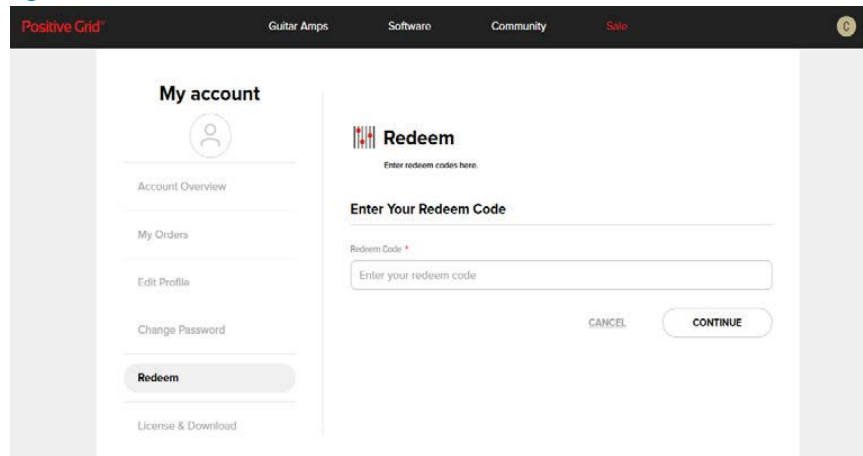 Positive Grid®
Guitar Amps
Software
Community
Sale
C
My account
Account Overview
My Orders
Edit Profile
Change Password
Redeem
License & Download
Redeem
Enter redeem codes here.
Enter Your Redeem Code
Redeem Code *
Enter your redeem code
CANCEL
CONTINUE